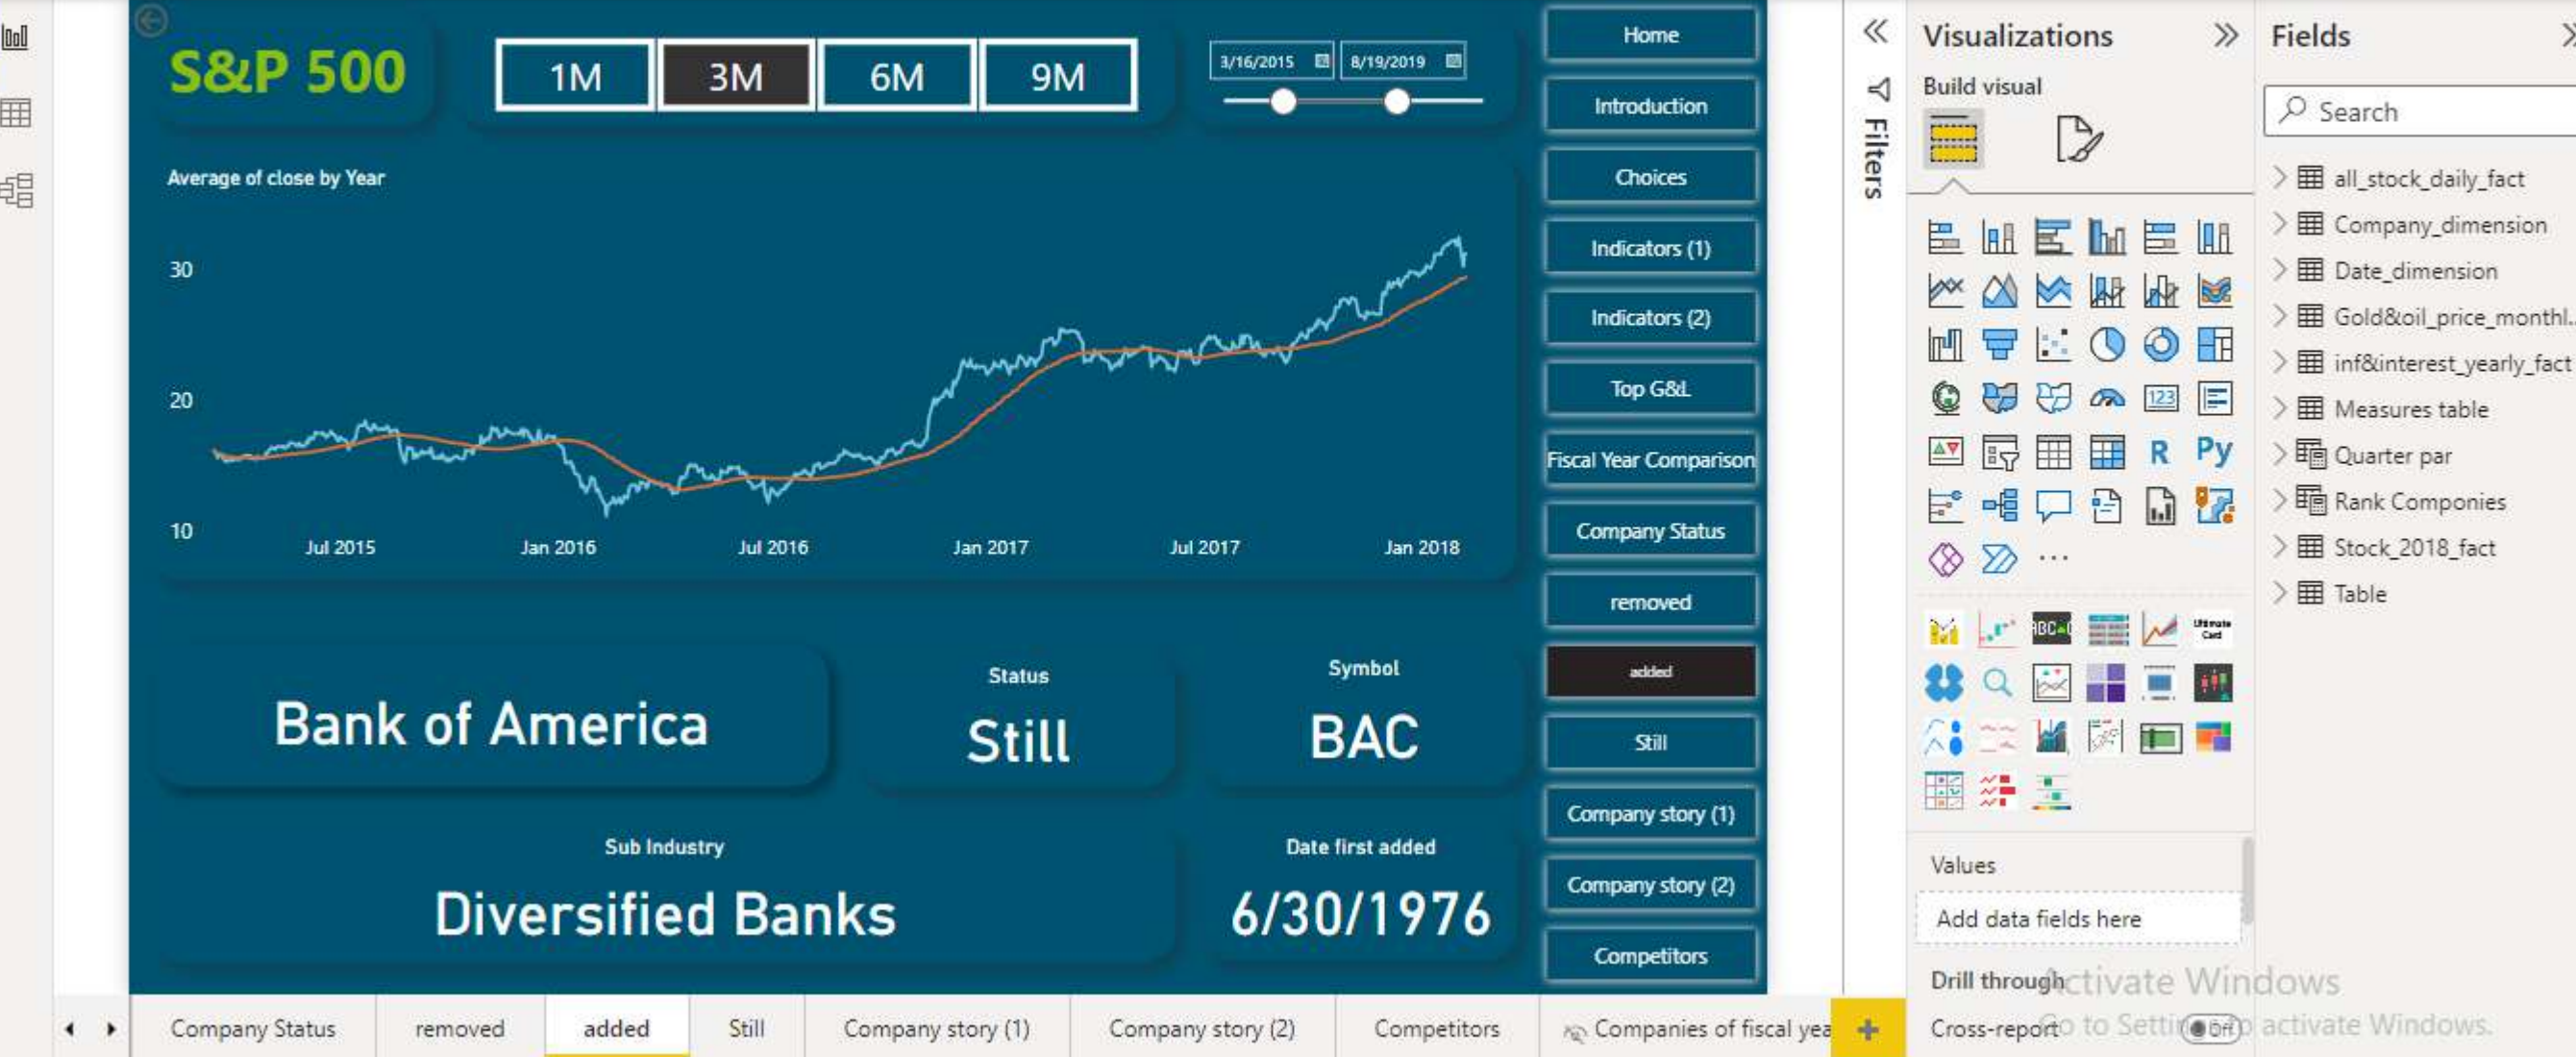 S&P 500
1M
3M
6M
9M
3/16/2015
8/19/2019
Average of close by Year
30
20
10
Jul 2015
Jan 2016
Jul 2016
Jan 2017
Jul 2017
Jan 2018
Bank of America
Status
Still
Symbol
BAC
Sub Industry
Diversified Banks
Date first added
6/30/1976
Home
Introduction
Choices
Indicators (1)
Indicators (2)
Top G&L
Fiscal Year Comparison
Company Status
removed
added
Still
Company story (1)
Company story (2)
Competitors
Company Status
removed
added
Still
Company story (1)
Company story (2)
Competitors
Companies of fiscal yea
Filters
Visualizations
Build visual
123
R
Py
Ultimate
Card
Values
Add data fields here
Drill through
Cross-report
Off
Fields
Search
all_stock_daily_fact
Company_dimension
Date_dimension
Gold&oil_price_monthl..
inf&interest_yearly_fact
Measures table
Quarter par
Rank Componies
Stock_2018_fact
Table
Activate Windows
Go to Settings to activate Windows.